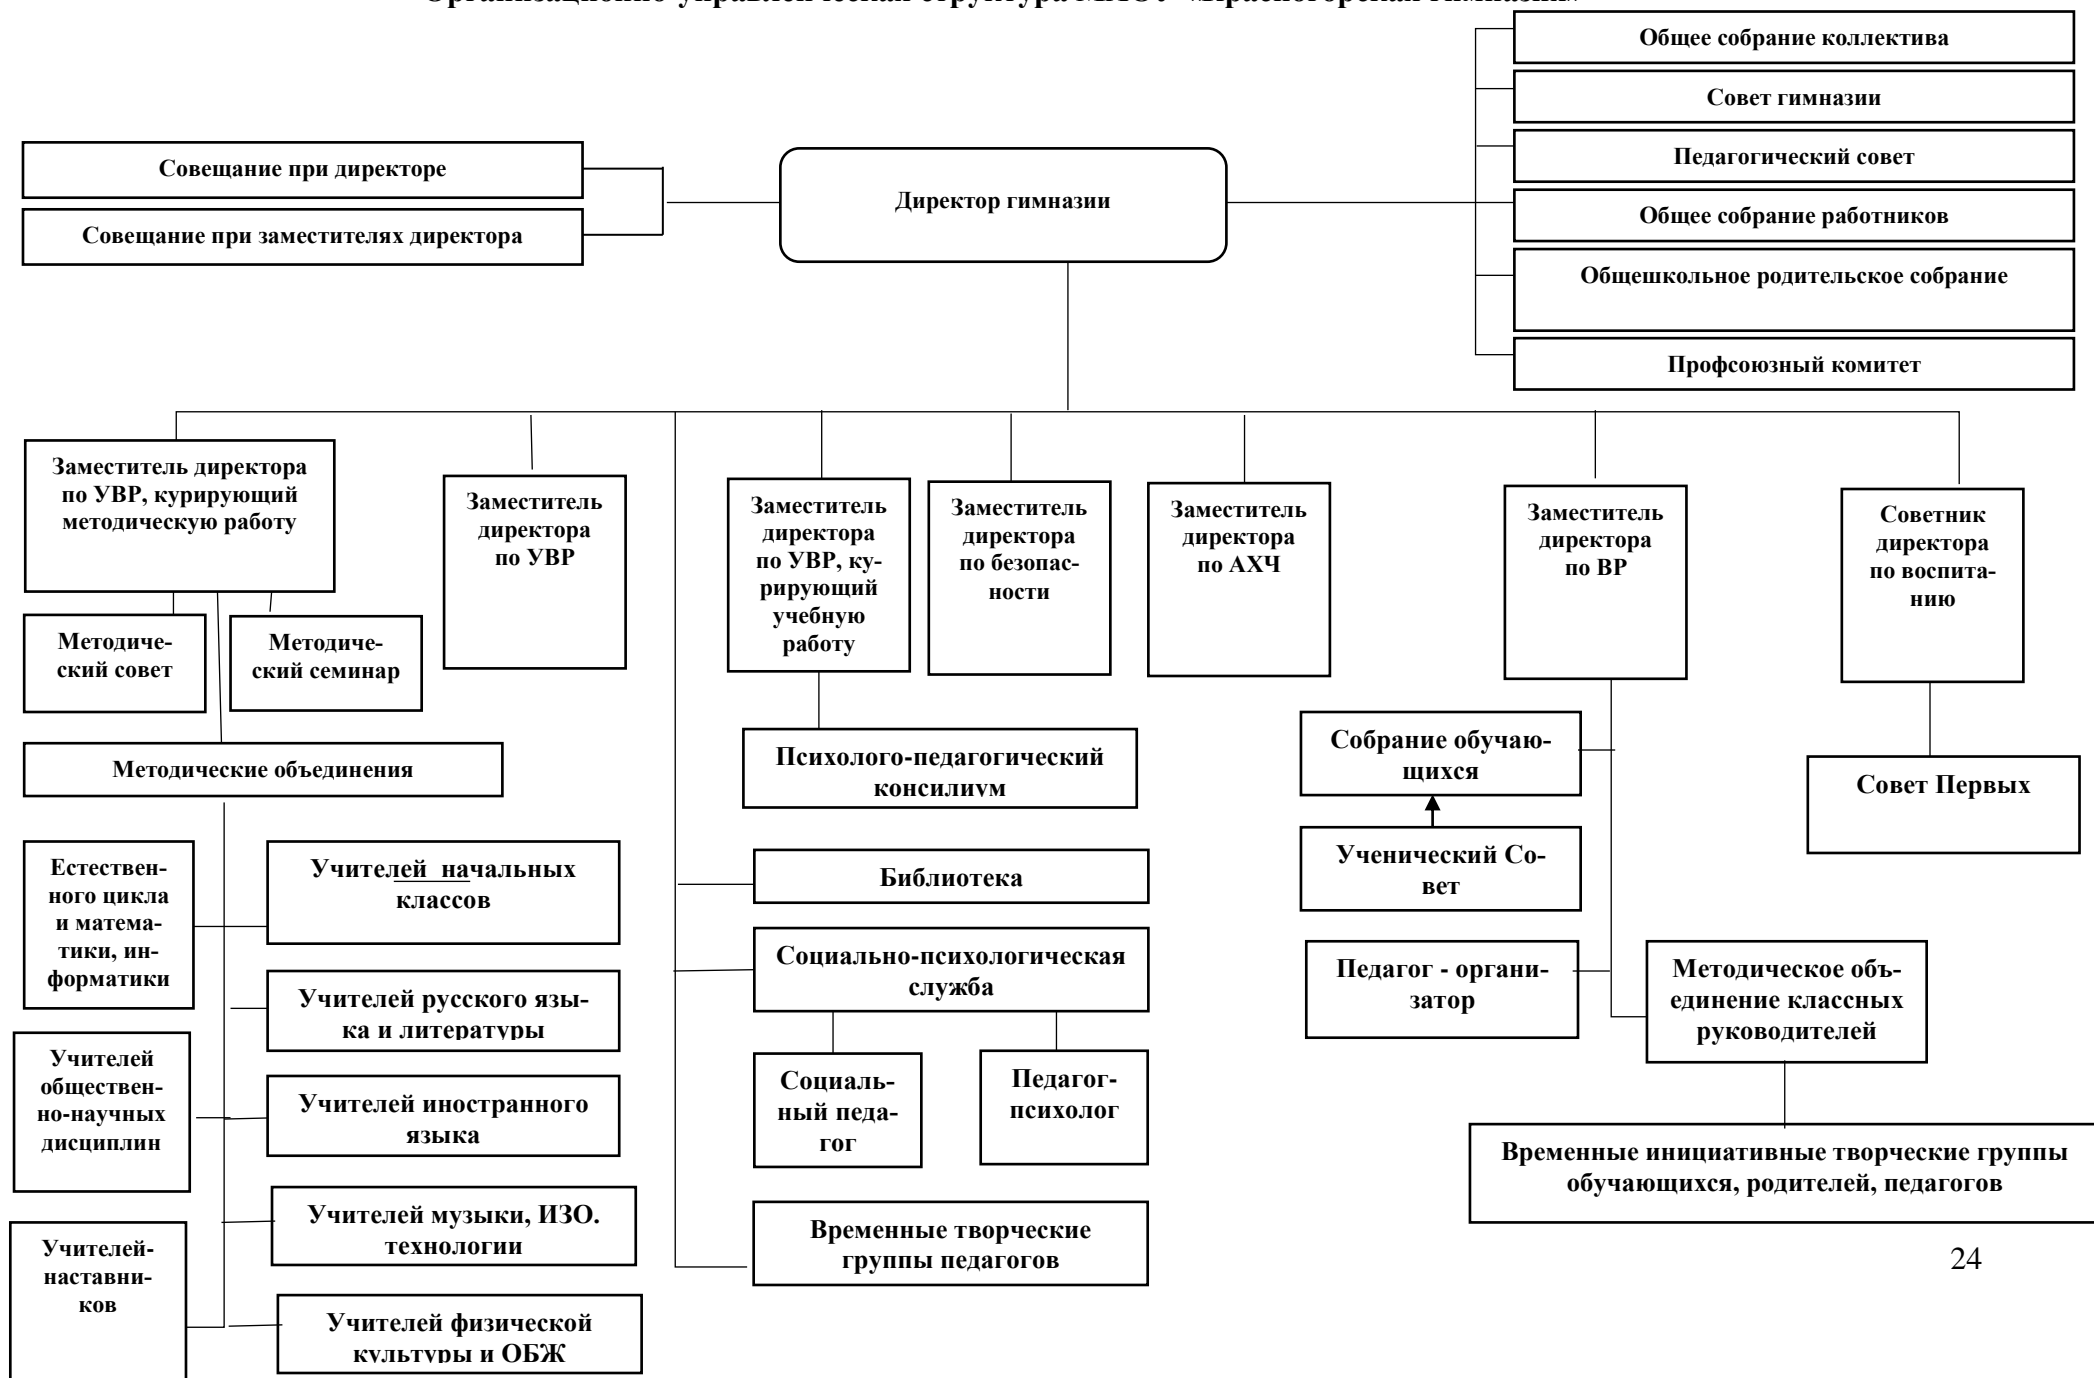 Общее собрание коллектива
Совет гимназии
Педагогический совет
Общее собрание работников
Общешкольное родительское собрание
Профсоюзный комитет
Совещание при директоре
Совещание при заместителях директора
Директор гимназии
Заместитель директора
по УВР, курирующий
методическую работу
Заместитель
директора
по УВР
Заместитель
директора
по УВР, ку-
рирующий
учебную
работу
Заместитель
директора
по безопас-
ности
Заместитель
директора
по АХЧ
Заместитель
директора
по ВР
Советник
директора
по воспита-
нию
Методиче-
ский совет
Методиче-
ский семинар
Методические объединения
Психолого-педагогический
консилиум
Собрание обучаю-
щихся
Совет Первых
Естествен-
ного цикла
и матема-
тики, ин-
форматики
Учителей начальных
классов
Библиотека
Ученический Со-
вет
Учителей русского язы-
ка и литературы
Социально-психологическая
служба
Педагог - органи-
затор
Методическое объ-
единение классных
руководителей
Учителей
обществен-
но-научных
дисциплин
Учителей иностранного
языка
Социаль-
ный педа-
гог
Педагог-
психолог
Временные инициативные творческие группы
обучающихся, родителей, педагогов
Учителей музыки, ИЗО.
технологии
Временные творческие
группы педагогов
Учителей-
наставни-
ков
Учителей физической
культуры и ОБЖ
24